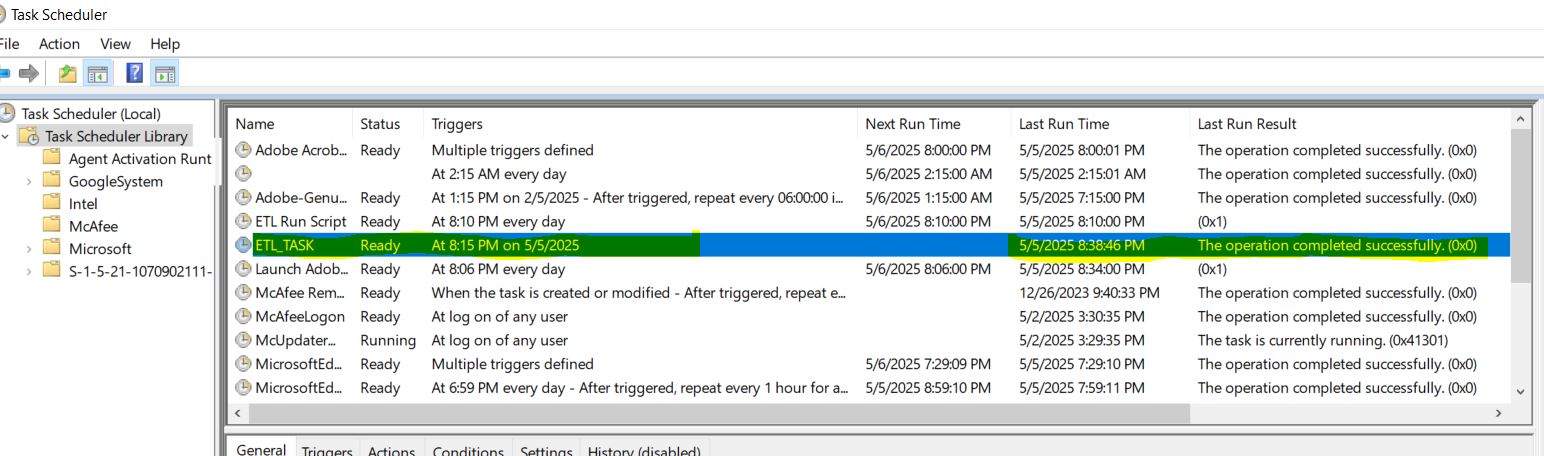 Task Scheduler
File Action View Help
Task Scheduler (Local)
Task Scheduler Library
Agent Activation Runt
GoogleSystem
Intel
McAfee
Microsoft
S-1-5-21-1070902111-
Name Status Triggers Next Run Time Last Run Time Last Run Result
Adobe Acrob... Ready Multiple triggers defined 5/6/2025 8:00:00 PM 5/5/2025 8:00:01 PM The operation completed successfully. (0x0)
Ready At 2:15 AM every day 5/6/2025 2:15:00 AM 5/5/2025 2:15:01 AM The operation completed successfully. (0x0)
Adobe-Genu... Ready At 1:15 PM on 2/5/2025 - After triggered, repeat every 06:00:00 i... 5/6/2025 1:15:00 AM 5/5/2025 7:15:00 PM The operation completed successfully. (0x0)
ETL Run Script Ready At 8:10 PM every day 5/6/2025 8:10:00 PM 5/5/2025 8:10:00 PM (0x1)
ETL_TASK Ready At 8:15 PM on 5/5/2025 5/5/2025 8:38:46 PM The operation completed successfully. (0x0)
Launch Adob... Ready At 8:06 PM every day 5/6/2025 8:06:00 PM 5/5/2025 8:34:00 PM (0x1)
McAfee Rem... Ready When the task is created or modified - After triggered, repeat e... 12/26/2023 9:40:33 PM The operation completed successfully. (0x0)
McAfeeLogon Ready At log on of any user 5/2/2025 3:30:35 PM The operation completed successfully. (0x0)
McUpdater... Running At log on of any user 5/2/2025 3:29:35 PM The task is currently running. (0x41301)
MicrosoftEd... Ready Multiple triggers defined 5/6/2025 7:29:09 PM 5/5/2025 7:29:10 PM The operation completed successfully. (0x0)
MicrosoftEd... Ready At 6:59 PM every day - After triggered, repeat every 1 hour for a... 5/5/2025 8:59:10 PM 5/5/2025 7:59:11 PM The operation completed successfully. (0x0)
General Triggers Actions Conditions Settings History (disabled)